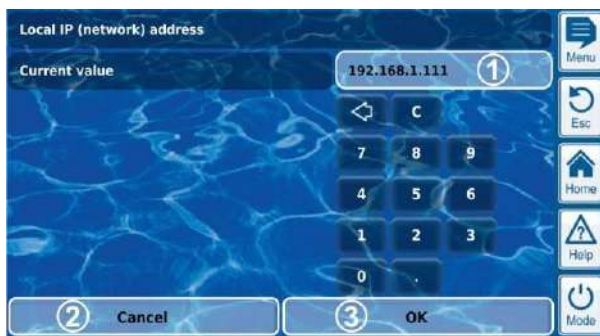 Local IP (network) address
Menu
Current value
192.168.1.111
1
C
Esc
7 8 9
Home
4 5 6
1 2 3
Help
0 .
2 Cancel
3 OK
Mode